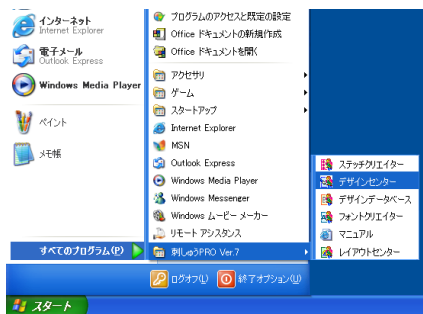 インターネット
Internet Explorer
電子メール
Outlook Express
Windows Media Player
ペイント
メモ帳
すべてのプログラム(P)
プログラムのアクセスと既定の設定
Office ドキュメントの新規作成
Office ドキュメントを開く
アクセサリ
ゲーム
スタートアップ
Internet Explorer
MSN
Outlook Express
Windows Media Player
Windows Messenger
Windows ムービー メーカー
リモート アシスタンス
刺しゅうPRO Ver.7
ステッチクリエイター
デザインセンター
デザインデータベース
フォントクリエイター
マニュアル
レイアウトセンター
ログオフ(L)
終了オプション(U)
スタート